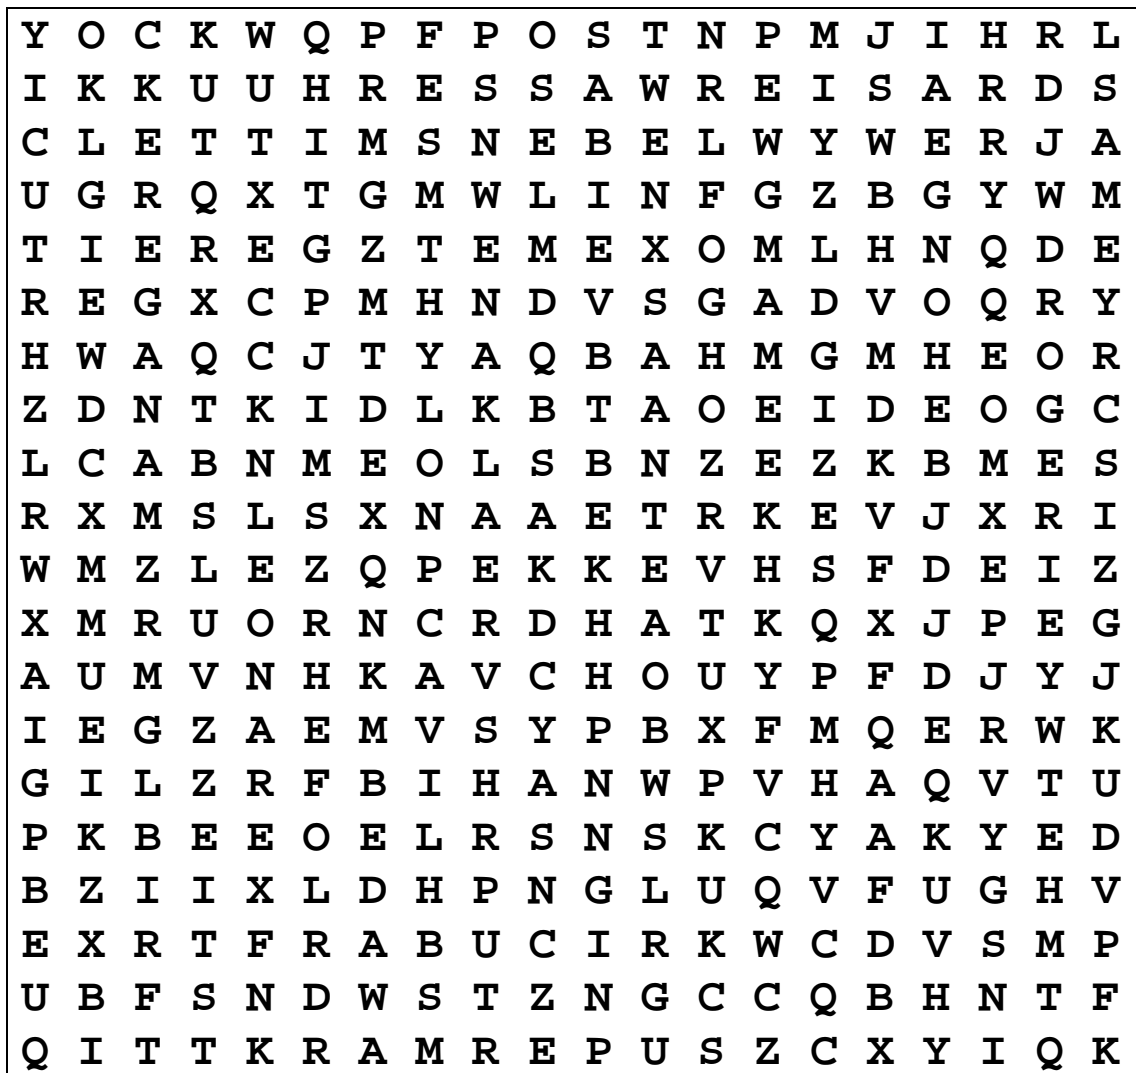 Y O C K W Q P F P O S T N P M J I H R L
I K K U U H R E S S A W R E I S A R D S
C L E T T I M S N E B E L W Y W E R J A
U G R Q X T G M W L I N F G Z B G Y W M
T I E R E G Z T E M E X O M L H N Q D E
R E G X C P M H N D V S G A D V O Q R Y
H W A Q C J T Y A Q B A H M G M H E O R
Z D N T K I D L K B T A O E I D E O G C
L C A B N M E O L S B N Z E Z K B M E S
R X M S L S X N A A E T R K E V J X R I
W M Z L E Z Q P E K K E V H S F D E I Z
X M R U O R N C R D H A T K Q X J P E G
A U M V N H K A V C H O U Y P F D J Y J
I E G Z A E M V S Y P B X F M Q E R W K
G I L Z R F B I H A N W P V H A Q V T U
P K B E E O E L R S N S K C Y A K Y E D
B Z I I X L D H P N G L U Q V F U G H V
E X R T F R A B U C I R K W C D V S M P
U B F S N D W S T Z N G C C Q B H N T F
Q I T T K R A M R E P U S Z C X Y I Q K